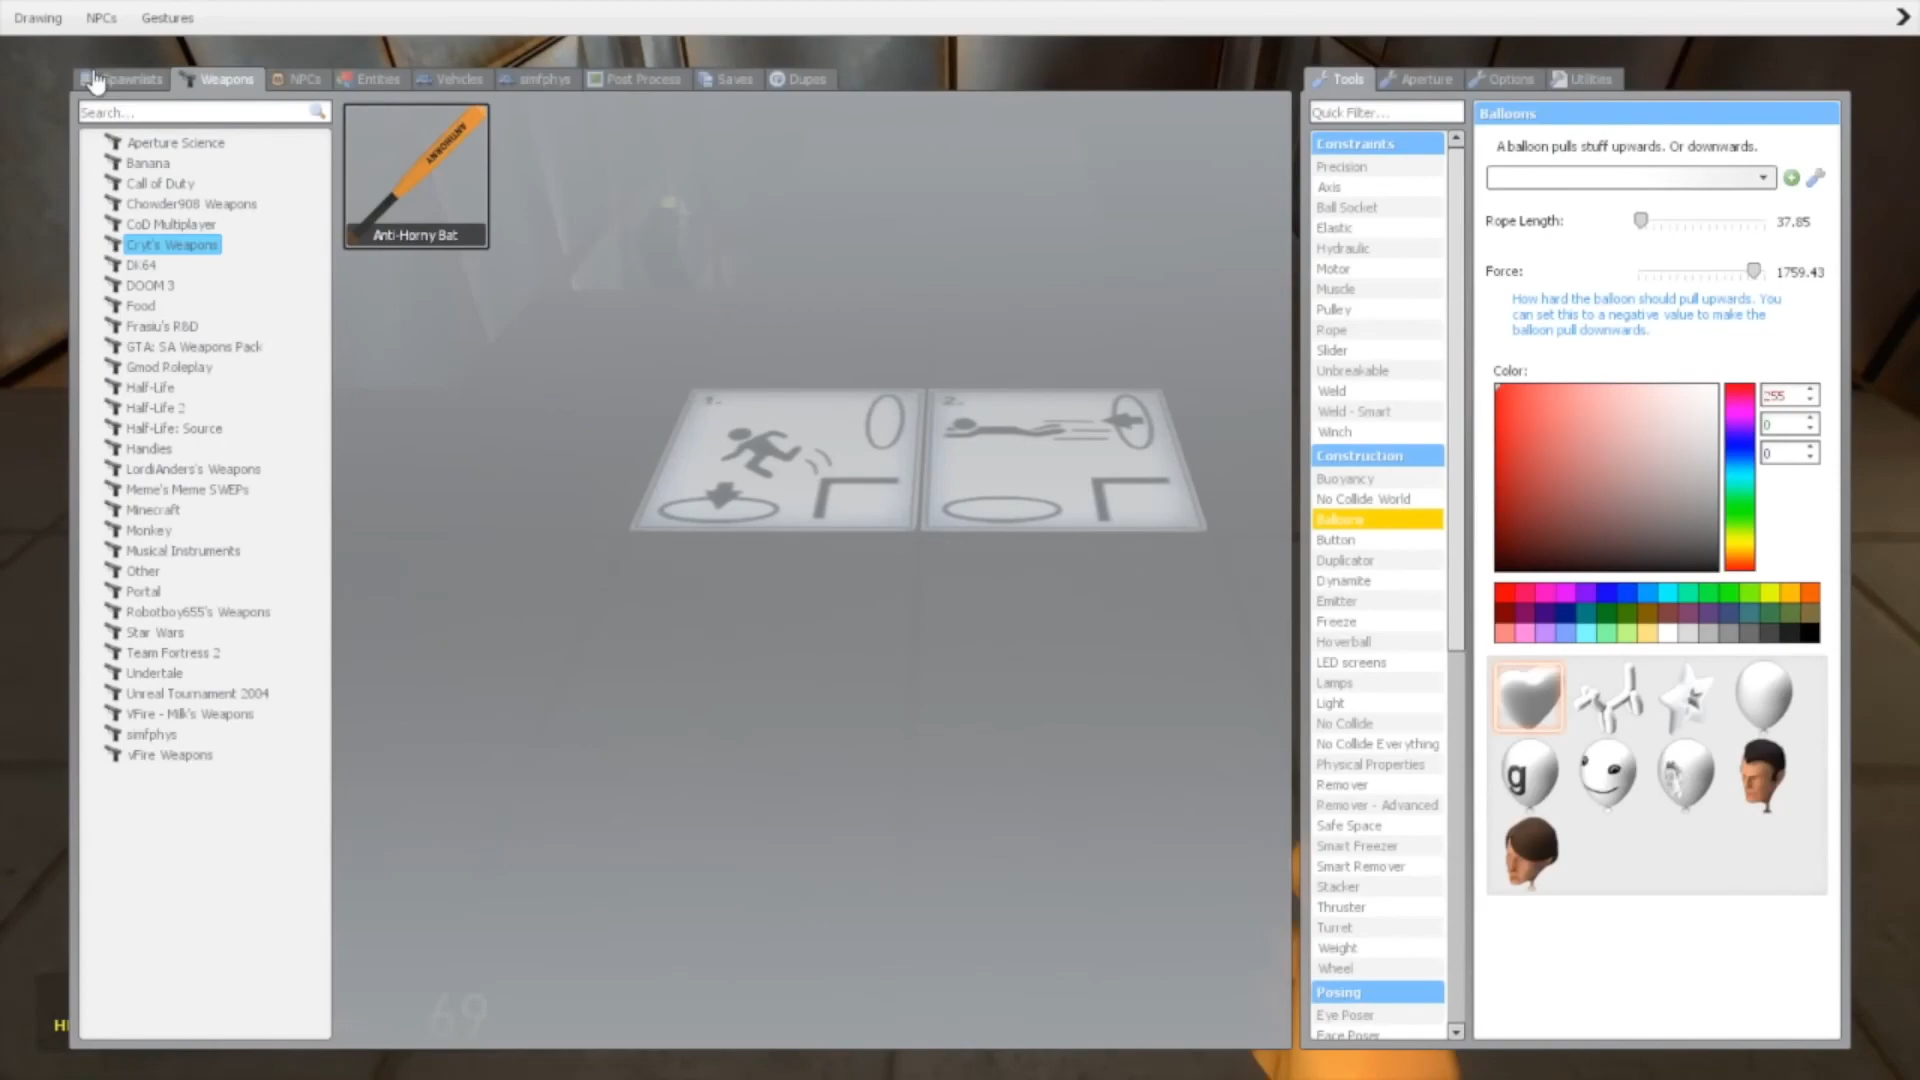 Drawing NPCs Gestures
Spawnlists Weapons NPCs Entities Vehicles simfphys Post Process Saves Dupes
Search...
Aperture Science
Banana
Call of Duty
Chowder908 Weapons
CoD Multiplayer
Cryt's Weapons
DK64
DOOM 3
Food
Frasiu's R&D
GTA: SA Weapons Pack
Gmod Roleplay
Half-Life
Half-Life 2
Half-Life: Source
Handies
LordiAnders's Weapons
Meme's Meme SWEPs
Minecraft
Monkey
Musical Instruments
Other
Portal
Robotboy655's Weapons
Star Wars
Team Fortress 2
Undertale
Unreal Tournament 2004
VFire - Milk's Weapons
simfphys
vFire Weapons
ANTIHORNY
Anti-Horny Bat
1.
2.
69
Tools Aperture Options Utilities
Quick Filter...
Constraints
Precision
Axis
Ball Socket
Elastic
Hydraulic
Motor
Muscle
Pulley
Rope
Slider
Unbreakable
Weld
Weld - Smart
Winch
Construction
Buoyancy
No Collide World
Balloons
Button
Duplicator
Dynamite
Emitter
Freeze
Hoverball
LED screens
Lamps
Light
No Collide
No Collide Everything
Physical Properties
Remover
Remover - Advanced
Safe Space
Smart Freezer
Smart Remover
Stacker
Thruster
Turret
Weight
Wheel
Posing
Eye Poser
Face Poser
Balloons
A balloon pulls stuff upwards. Or downwards.
Rope Length: 37.85
Force: 1759.43
How hard the balloon should pull upwards. You
can set this to a negative value to make the
balloon pull downwards.
Color:
255
0
0
g